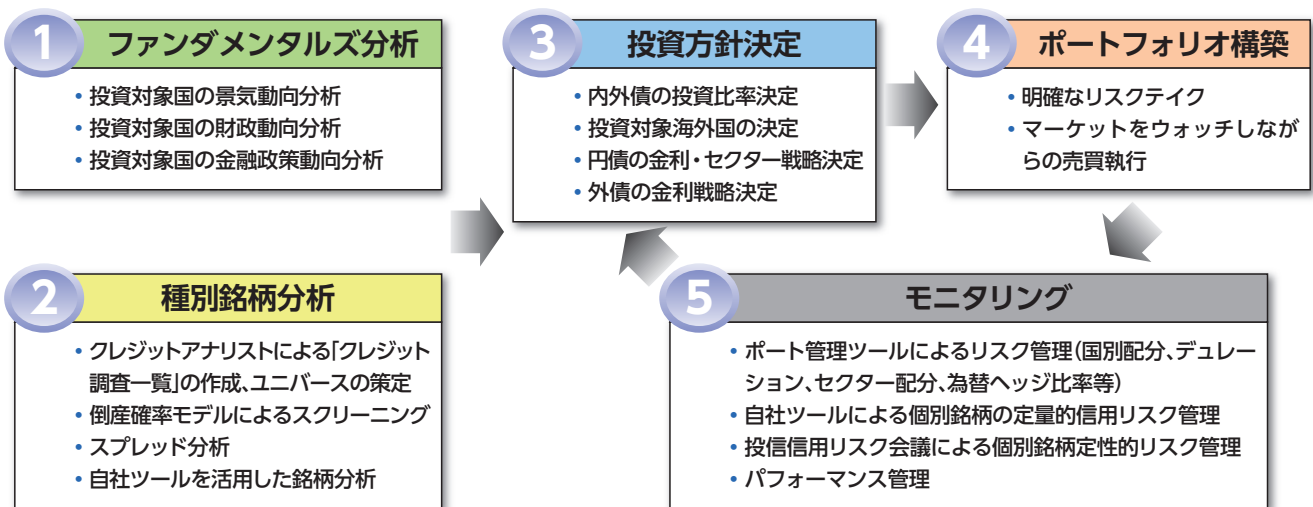 1 ファンダメンタルズ分析
• 投資対象国の景気動向分析
• 投資対象国の財政動向分析
• 投資対象国の金融政策動向分析
2 種別銘柄分析
• クレジットアナリストによる「クレジット
調査一覧」の作成、ユニバースの策定
• 倒産確率モデルによるスクリーニング
• スプレッド分析
• 自社ツールを活用した銘柄分析
3 投資方針決定
• 内外債の投資比率決定
• 投資対象海外国の決定
• 円債の金利・セクター戦略決定
• 外債の金利戦略決定
4 ポートフォリオ構築
• 明確なリスクテイク
• マーケットをウォッチしなが
らの売買執行
5 モニタリング
• ポート管理ツールによるリスク管理(国別配分、デュレー
ション、セクター配分、為替ヘッジ比率等)
• 自社ツールによる個別銘柄の定量的信用リスク管理
• 投信信用リスク会議による個別銘柄定性的リスク管理
• パフォーマンス管理